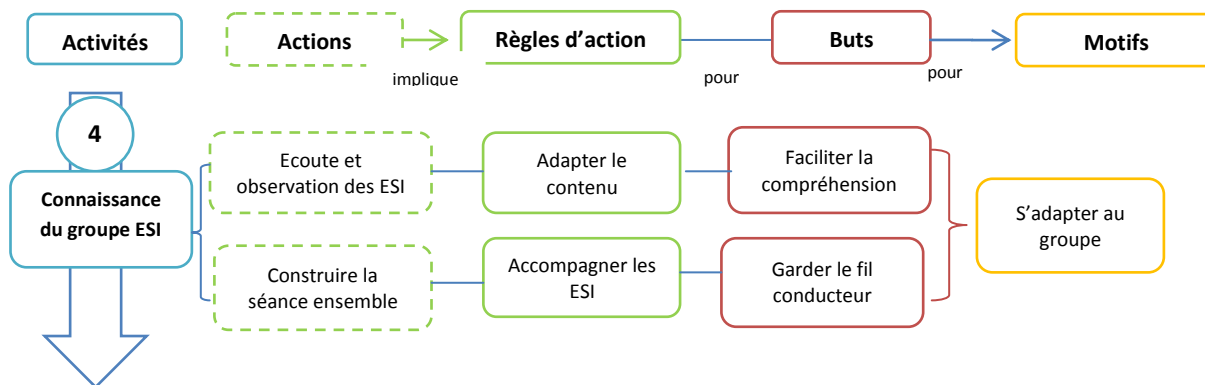 Activités
Actions
implique
Règles d’action
pour
Buts
pour
Motifs
4
Connaissance
du groupe ESI
Ecoute et
observation des ESI
Adapter le
contenu
Faciliter la
compréhension
Construire la
séance ensemble
Accompagner les
ESI
Garder le fil
conducteur
S’adapter au
groupe